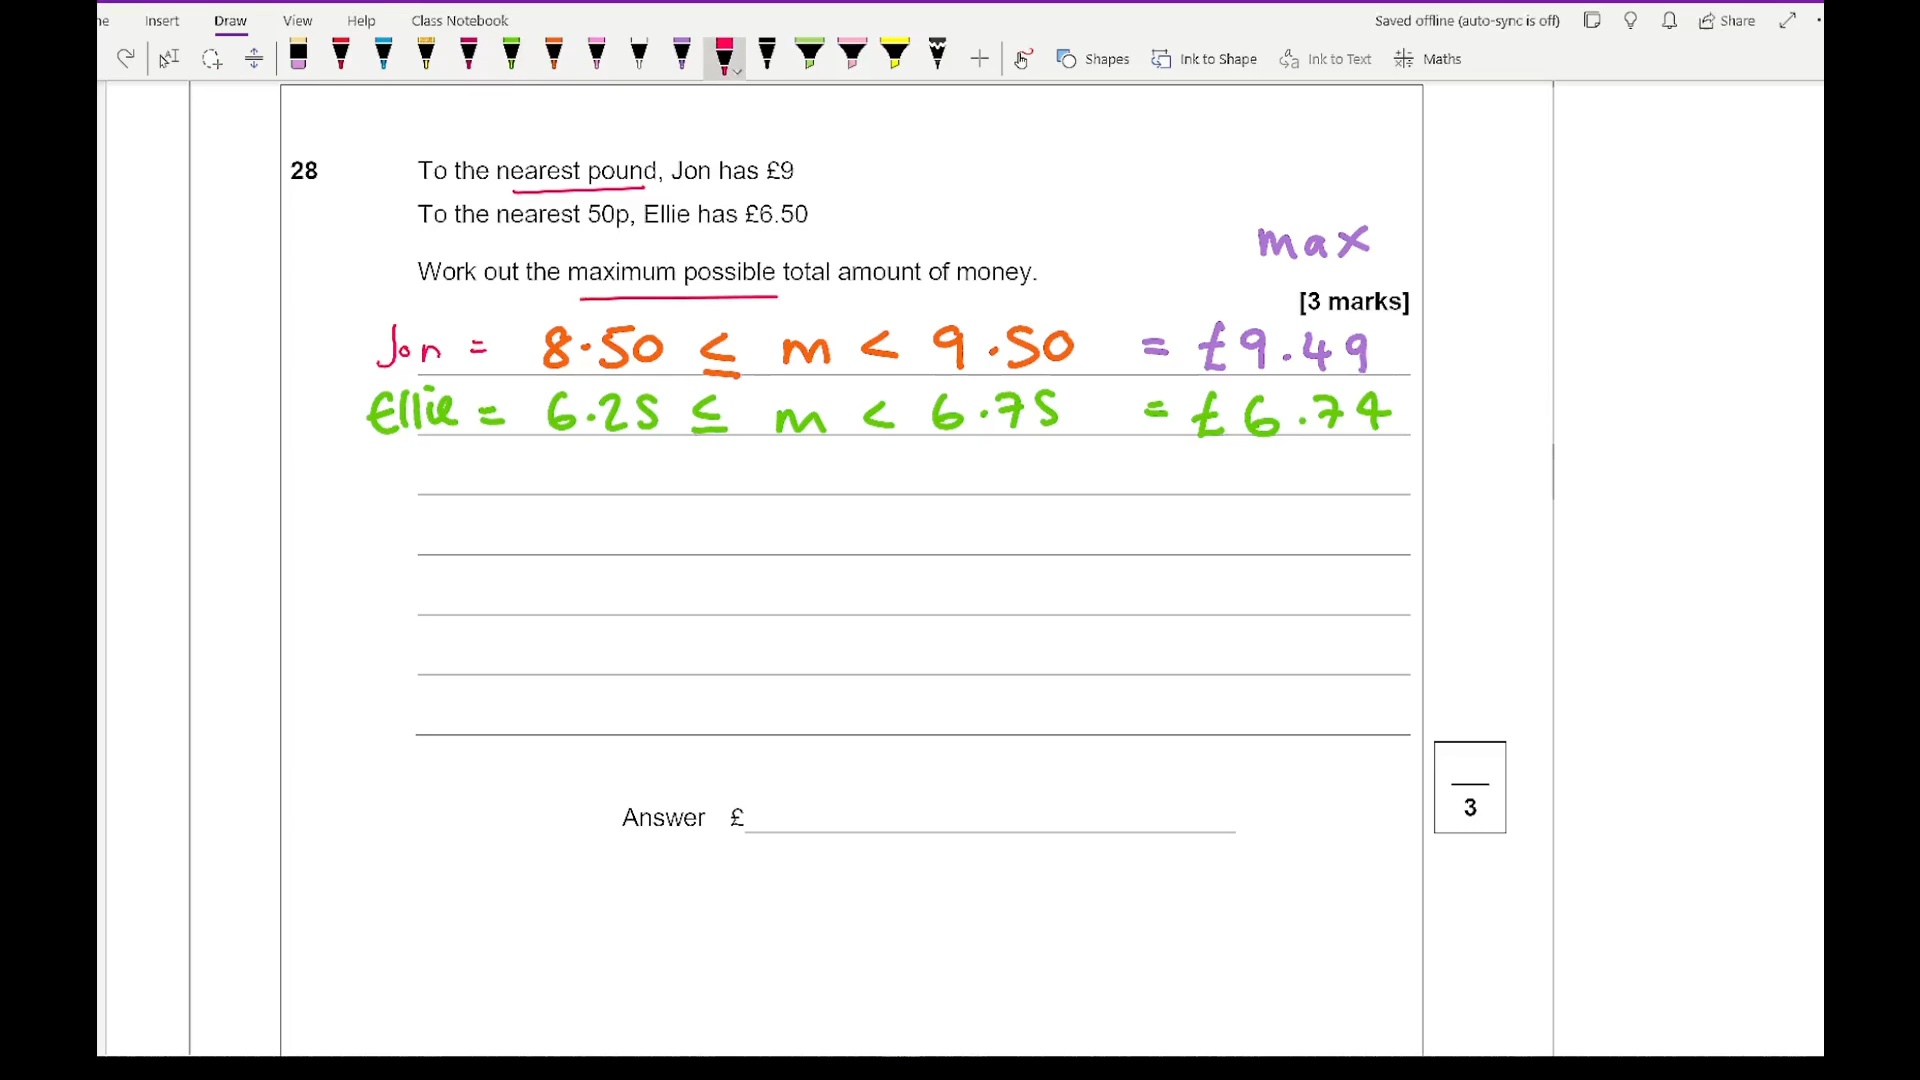 ne Insert Draw View Help Class Notebook Saved offline (auto-sync is off) Share
Shapes Ink to Shape Ink to Text Maths
28 To the nearest pound, Jon has £9
To the nearest 50p, Ellie has £6.50
max
Work out the maximum possible total amount of money.
[3 marks]
Jon = 8.50 ≤ m < 9.50 = £9.49
Ellie = 6.25 ≤ m < 6.75 = £6.74
3
Answer £